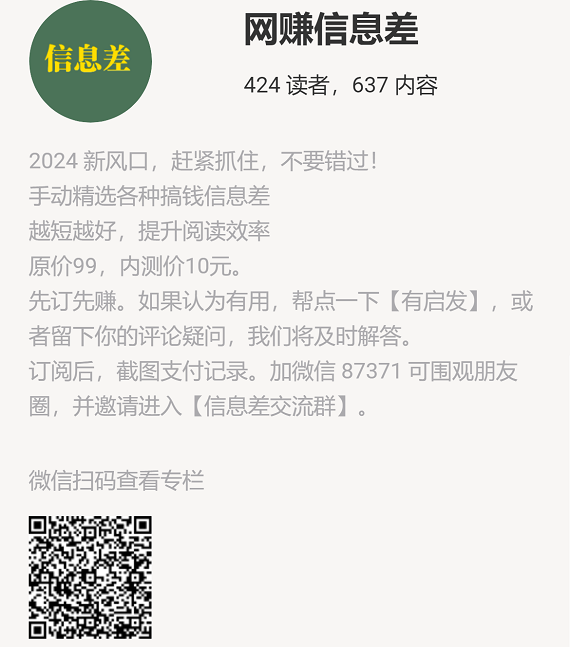 信息差
网赚信息差
424 读者，637 内容
2024 新风口，赶紧抓住，不要错过！
手动精选各种搞钱信息差
越短越好，提升阅读效率
原价99，内测价10元。
先订先赚。如果认为有用，帮点一下【有启发】，或
者留下你的评论疑问，我们将及时解答。
订阅后，截图支付记录。加微信 87371 可围观朋友
圈，并邀请进入【信息差交流群】。
微信扫码查看专栏